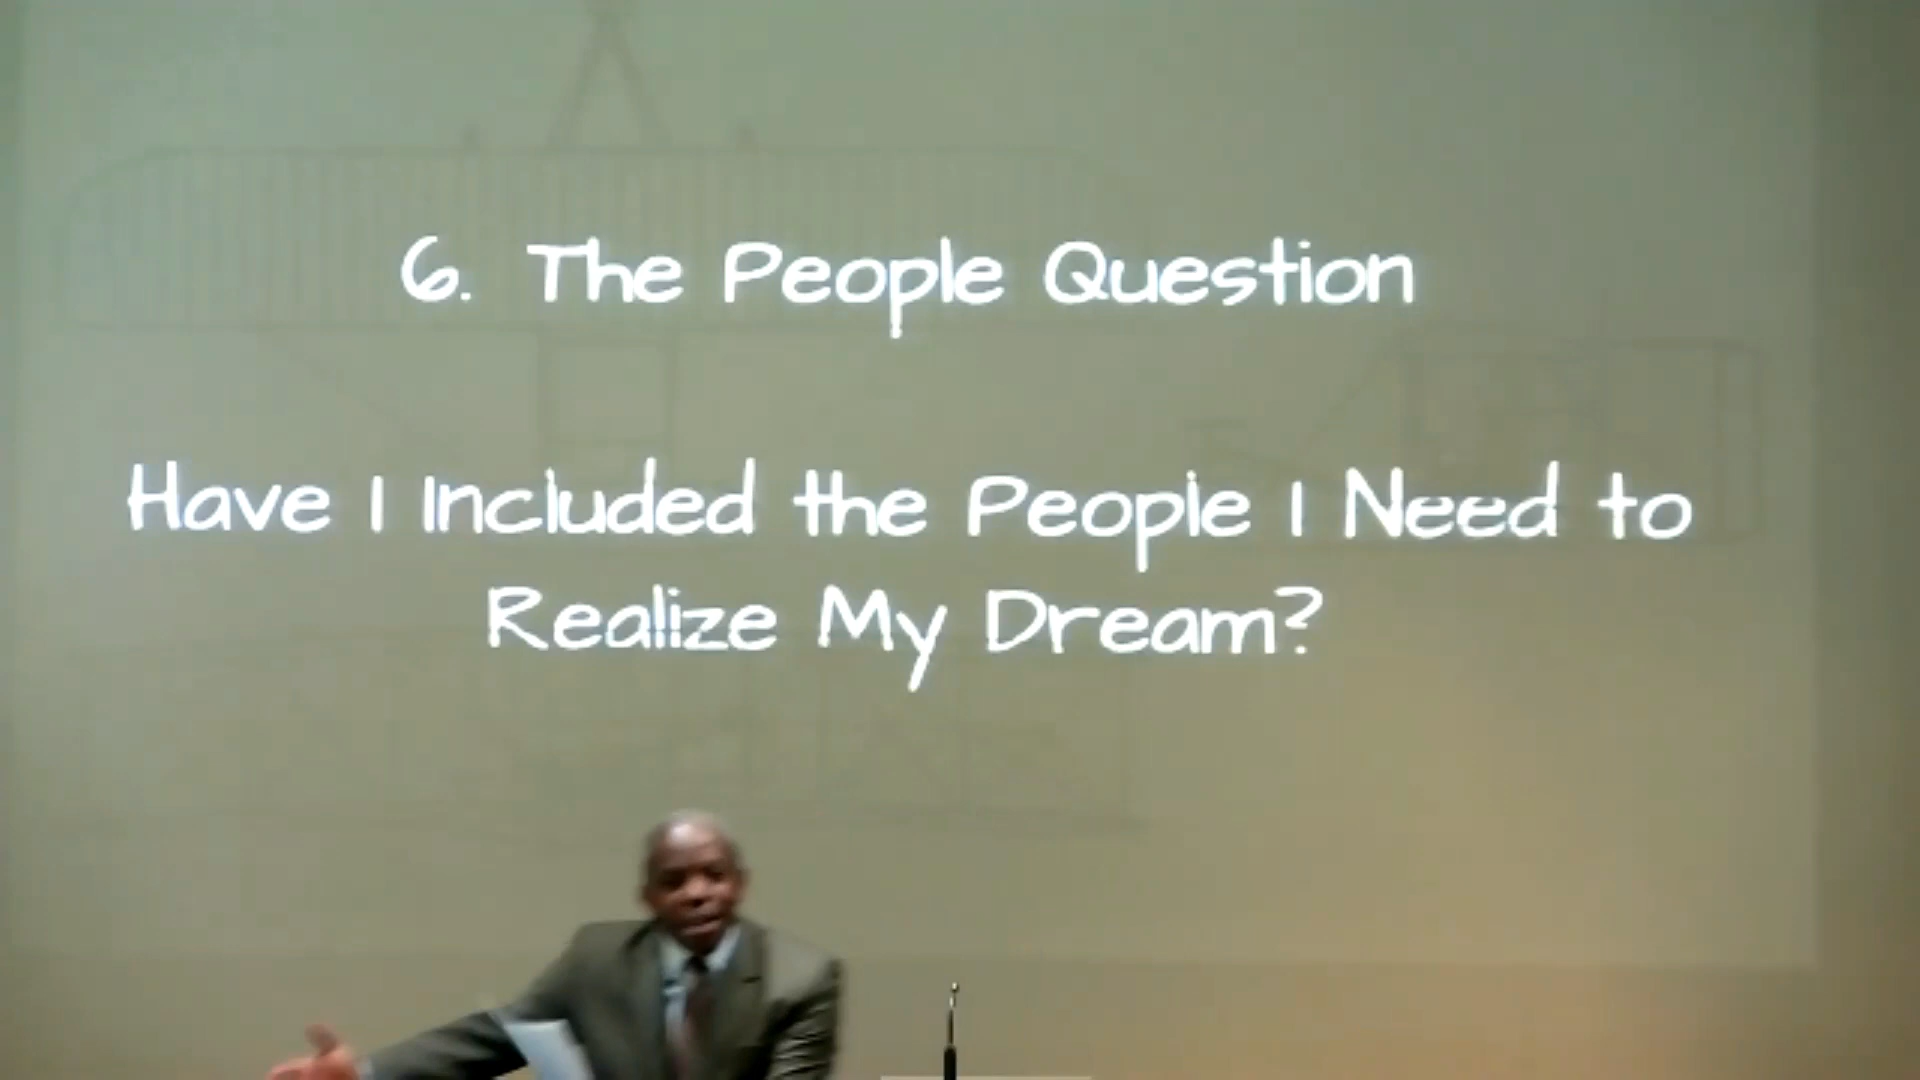 6. The People Question
Have I Included the People I Need to
Realize My Dream?